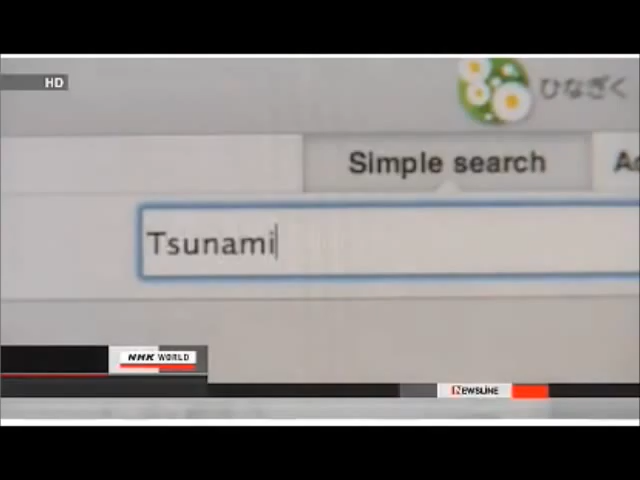 HD
ひなぎく
Simple search
Tsunami
NHK WORLD
NEWSLINE